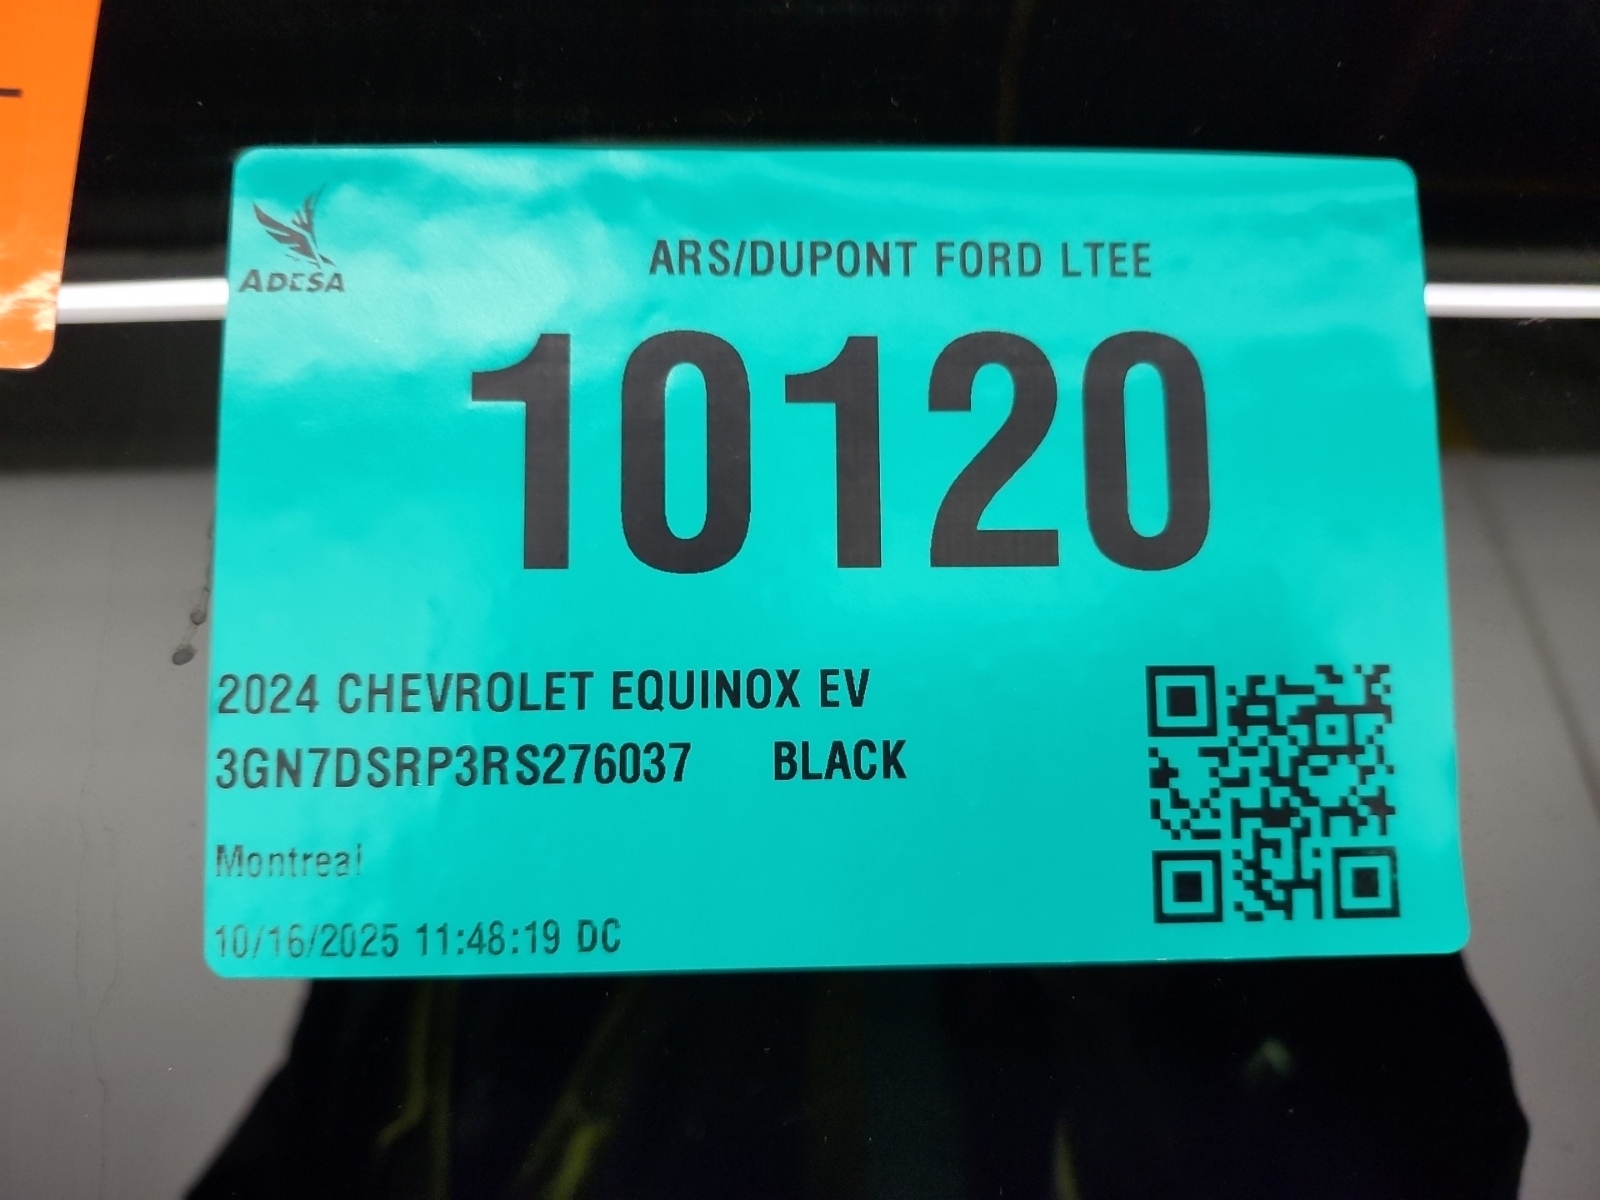 ADESA
ARS/DUPONT FORD LTEE
10120
2024 CHEVROLET EQUINOX EV
3GN7DSRP3RS276037 BLACK
Montreal
10/16/2025 11:48:19 DC